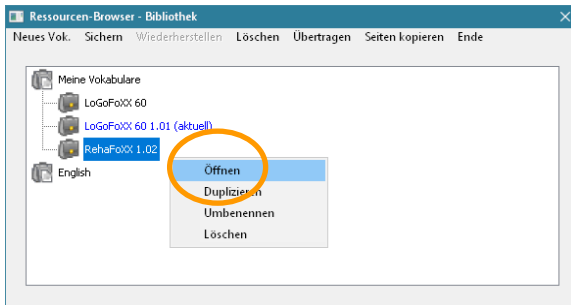 Ressourcen-Browser - Bibliothek
Neues Vok. Sichern Wiederherstellen Löschen Übertragen Seiten kopieren Ende
Meine Vokabulare
LoGoFoXX 60
LoGoFoXX 60 1.01 (aktuell)
RehaFoXX 1.02
English
Öffnen
Duplizieren
Umbenennen
Löschen